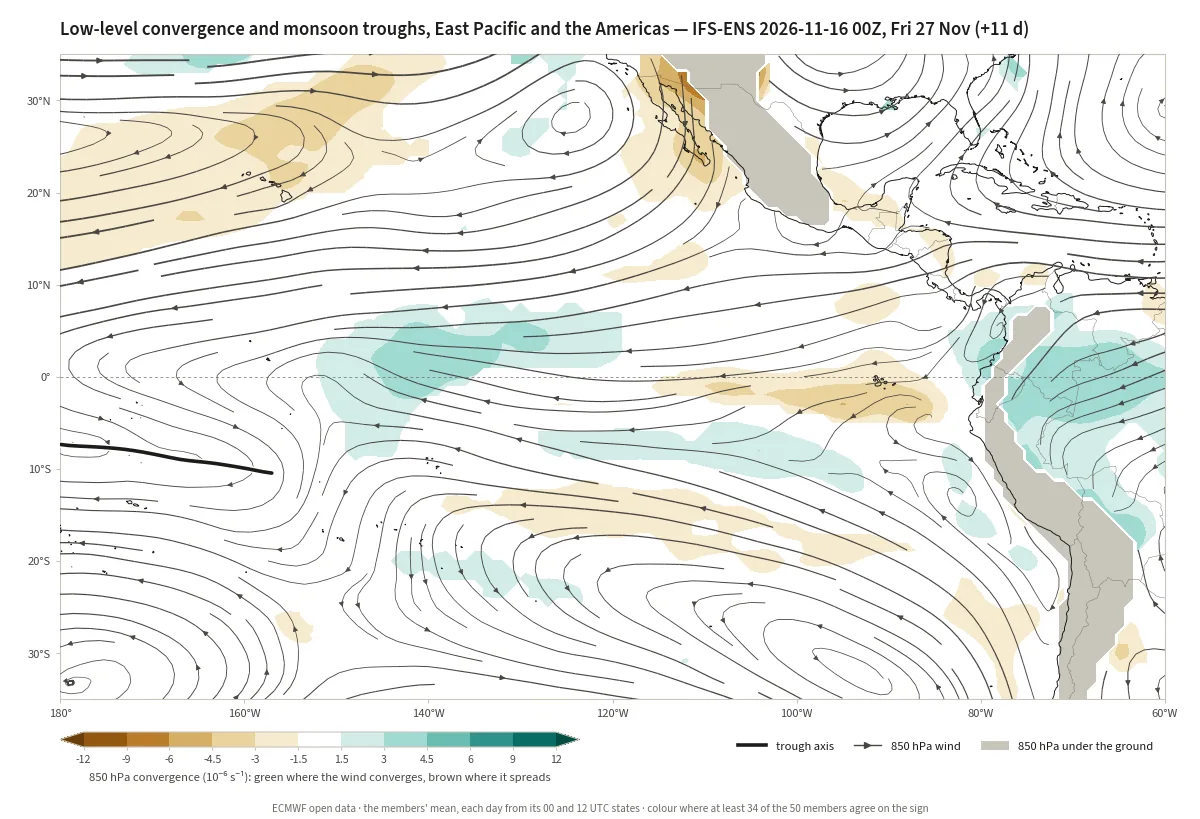 Low-level convergence and monsoon troughs, East Pacific and the Americas — IFS-ENS 2026-11-16 00Z, Fri 27 Nov (+11 d)
30°N
20°N
10°N
0°
10°S
20°S
30°S
180° 160°W 140°W 120°W 100°W 80°W 60°W
-12 -9 -6 -4.5 -3 -1.5 1.5 3 4.5 6 9 12
850 hPa convergence (10⁻⁶ s⁻¹): green where the wind converges, brown where it spreads
trough axis 850 hPa wind 850 hPa under the ground
ECMWF open data · the members' mean, each day from its 00 and 12 UTC states · colour where at least 34 of the 50 members agree on the sign